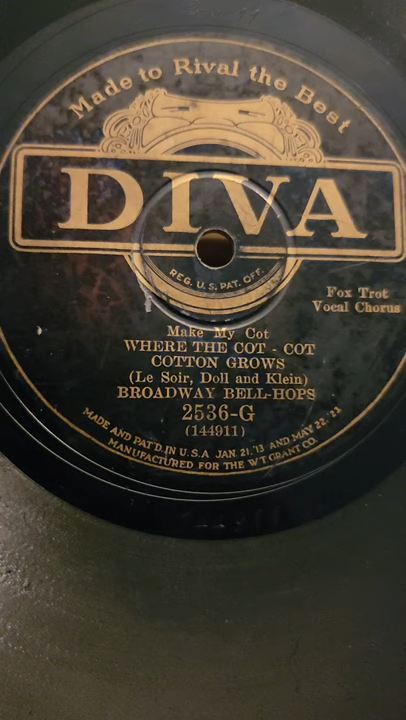 Made to Rival the Best
DIVA
REG. U.S. PAT. OFF.
Fox Trot
Vocal Chorus
Make My Cot
WHERE THE COT - COT
COTTON GROWS
(Le Soir, Doll and Klein)
BROADWAY BELL-HOPS
2536-G
(144911)
MADE AND PAT'D. IN U.S.A JAN. 21, '13 AND MAY 22, '23
MANUFACTURED FOR THE W.T GRANT CO.